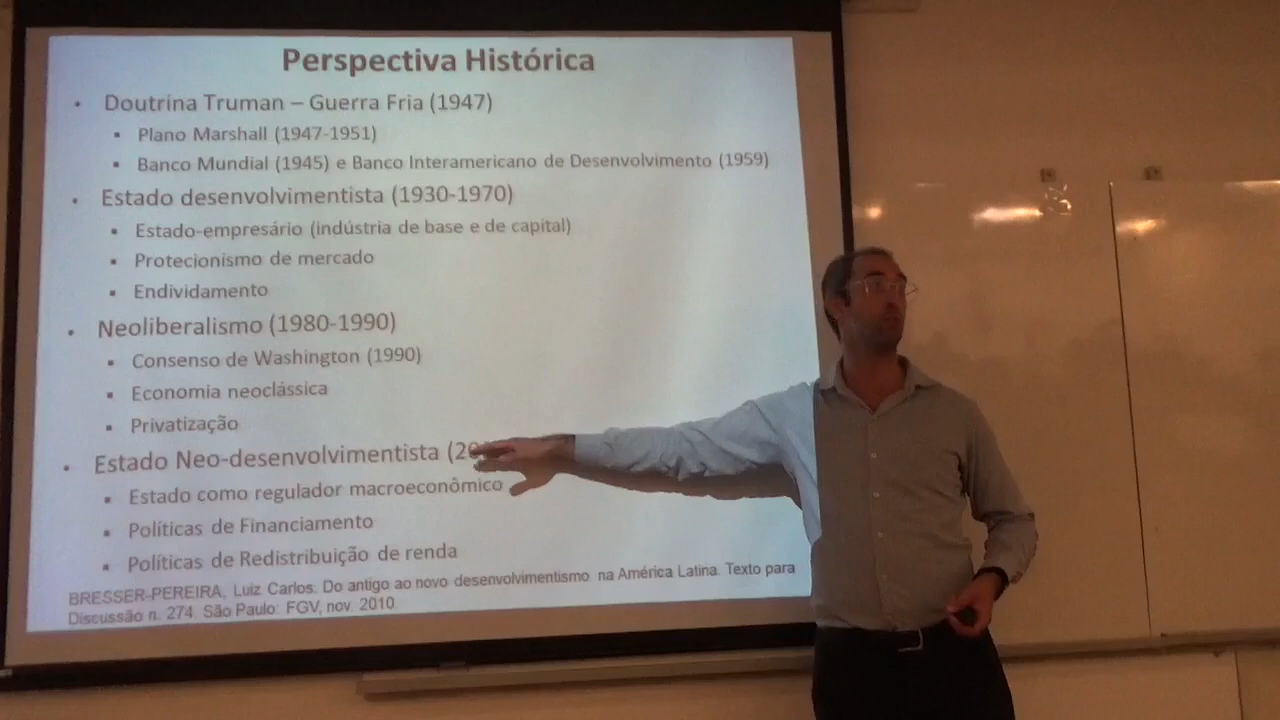 Perspectiva Histórica
• Doutrina Truman – Guerra Fria (1947)
▪ Plano Marshall (1947-1951)
▪ Banco Mundial (1945) e Banco Interamericano de Desenvolvimento (1959)
• Estado desenvolvimentista (1930-1970)
▪ Estado-empresário (indústria de base e de capital)
▪ Protecionismo de mercado
▪ Endividamento
• Neoliberalismo (1980-1990)
▪ Consenso de Washington (1990)
▪ Economia neoclássica
▪ Privatização
• Estado Neo-desenvolvimentista
▪ Estado como regulador macroeconômico
▪ Políticas de Financiamento
▪ Políticas de Redistribuição de renda
BRESSER-PEREIRA, Luiz Carlos. Do antigo ao novo desenvolvimentismo na América Latina. Texto para
Discussão n. 274. São Paulo: FGV, nov. 2010